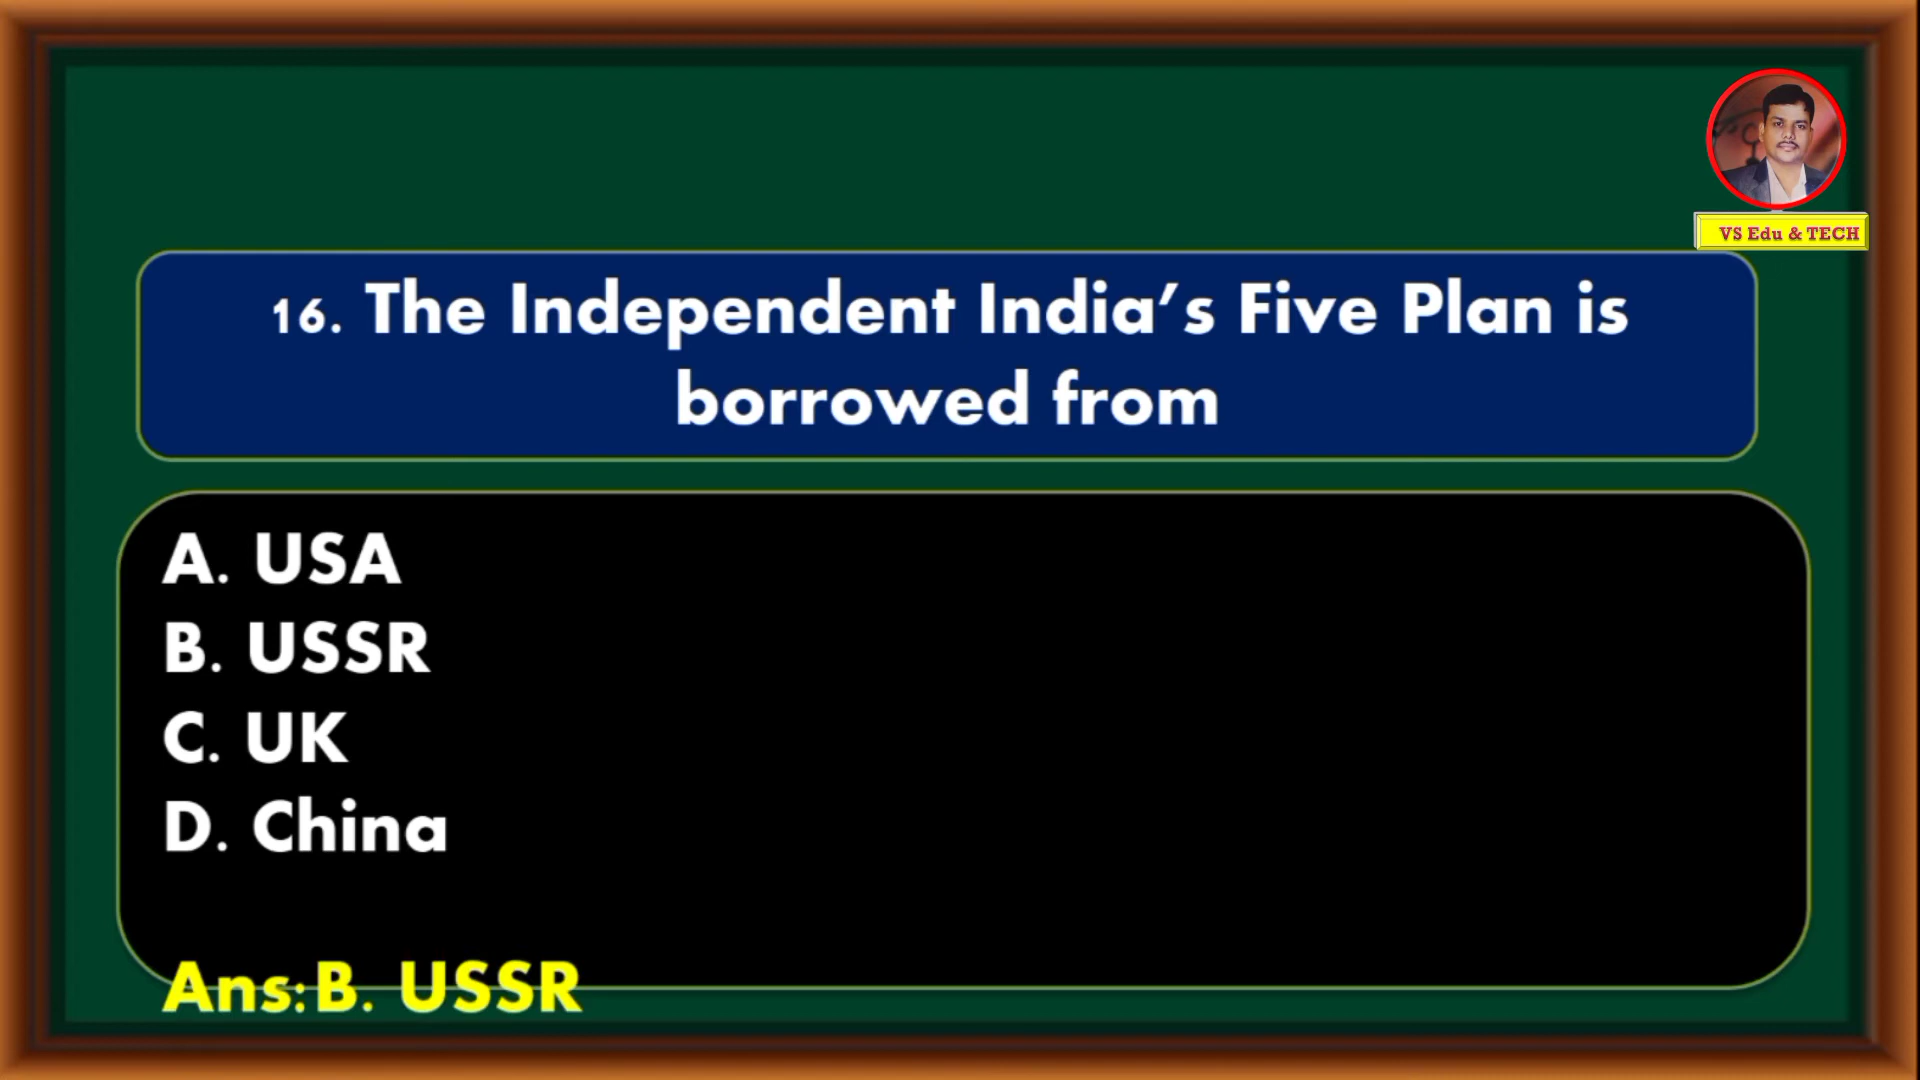 VS Edu & TECH
16. The Independent India’s Five Plan is
borrowed from
A. USA
B. USSR
C. UK
D. China
Ans:B. USSR